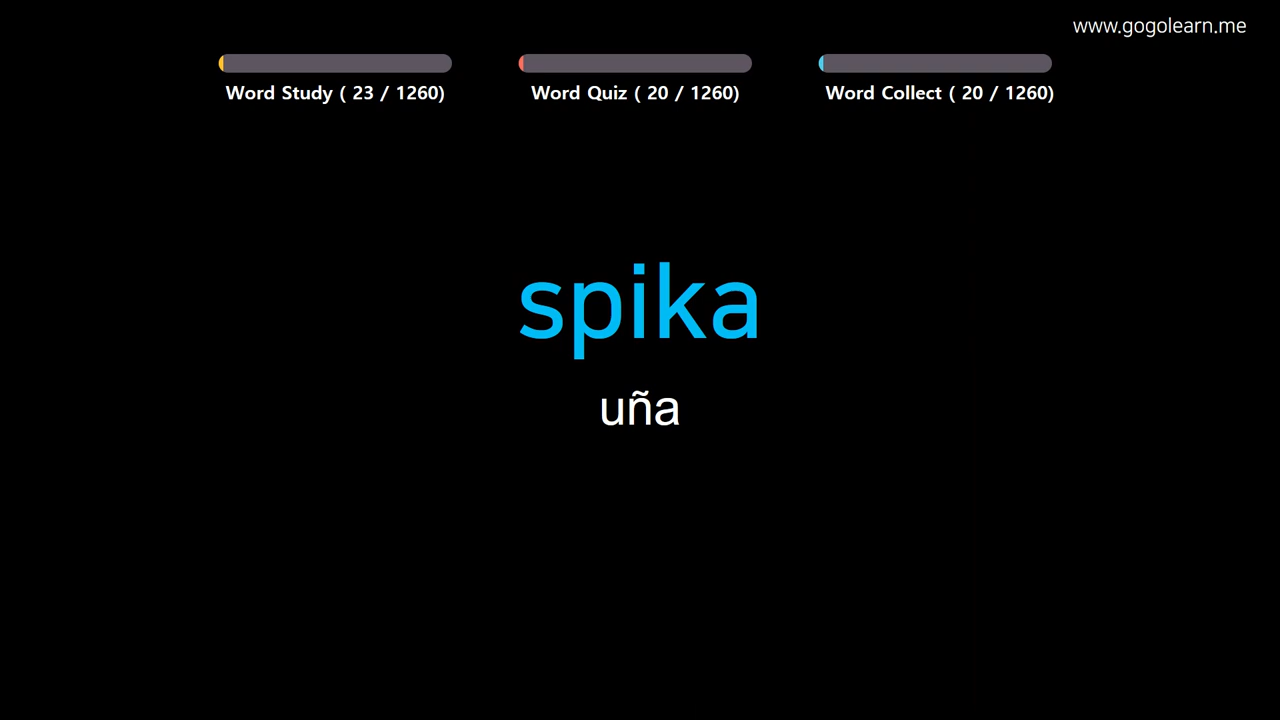 www.gogolearn.me
Word Study ( 23 / 1260)
Word Quiz ( 20 / 1260)
Word Collect ( 20 / 1260)
spika
uña